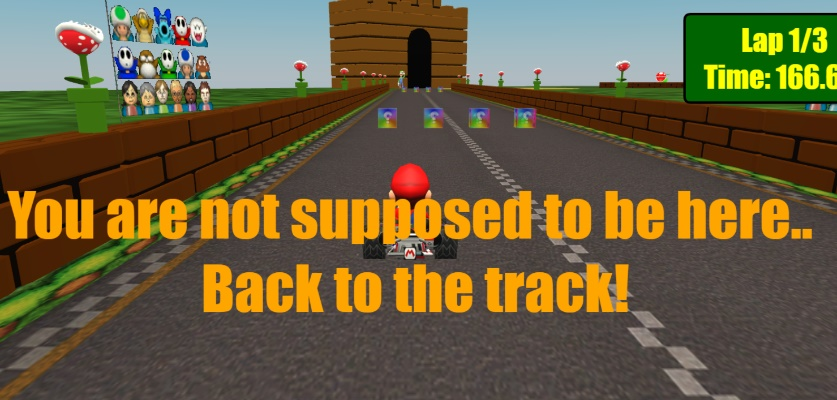 Lap 1/3
Time: 166.6
You are not supposed to be here..
Back to the track!
M